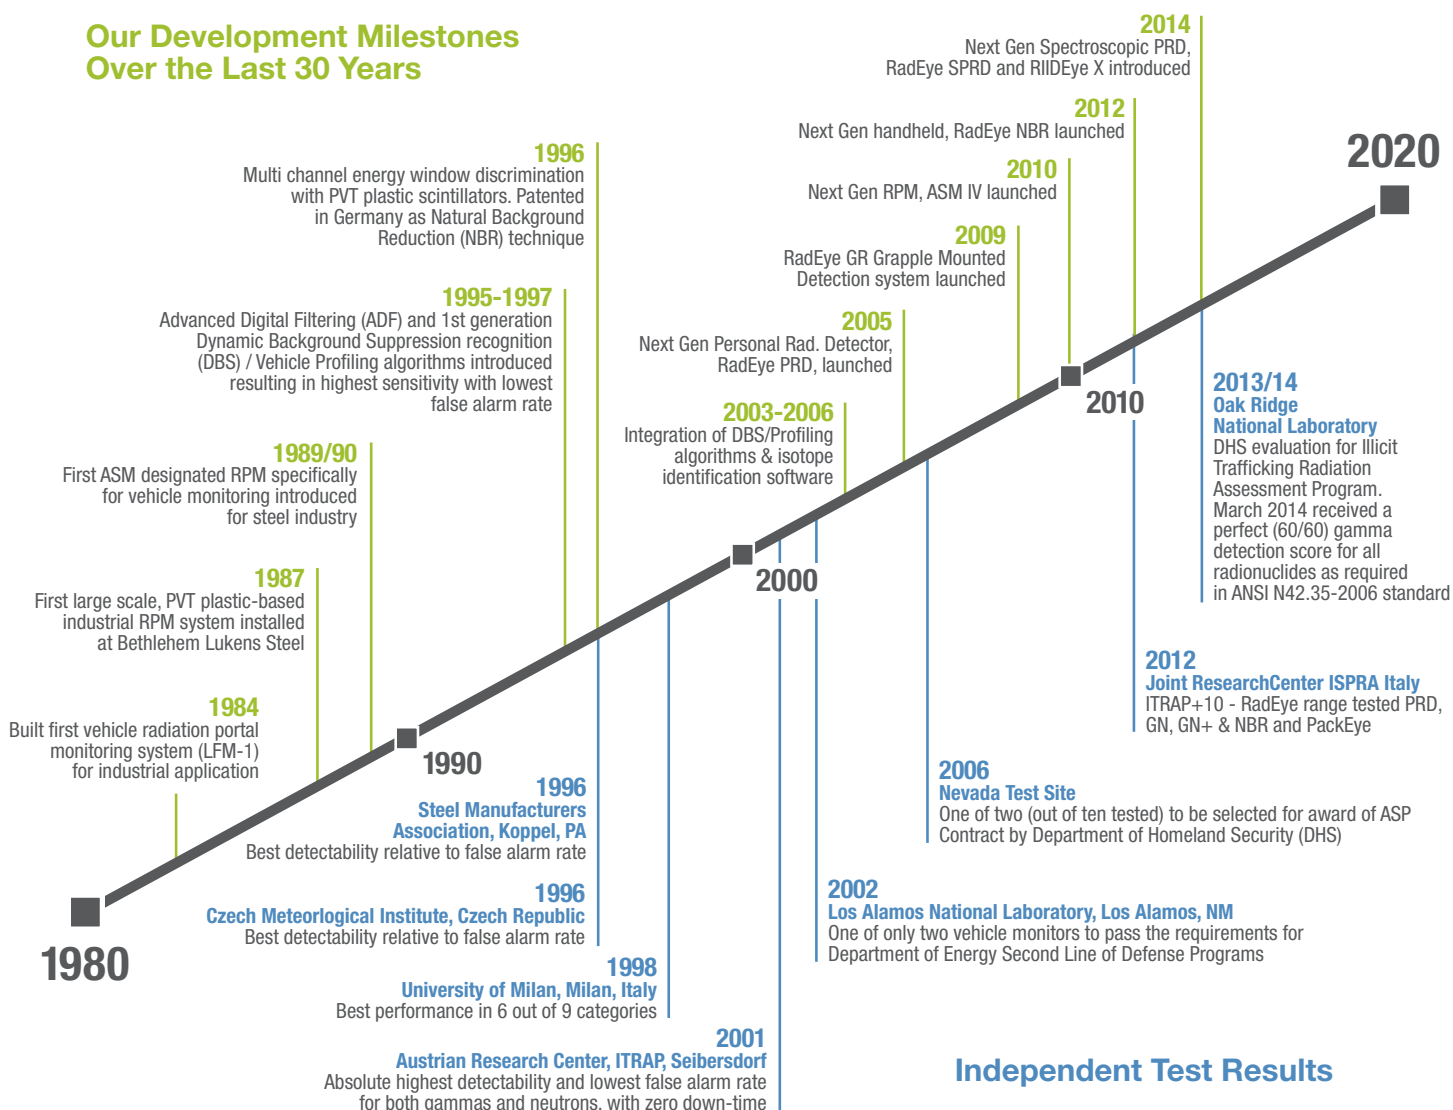 Our Development Milestones
Over the Last 30 Years
2014
Next Gen Spectroscopic PRD,
RadEye SPRD and RIIDEye X introduced
2012
Next Gen handheld, RadEye NBR launched
2010
Next Gen RPM, ASM IV launched
2009
RadEye GR Grapple Mounted
Detection system launched
2005
Next Gen Personal Rad. Detector,
RadEye PRD, launched
2003-2006
Integration of DBS/Profiling
algorithms & isotope
identification software
1996
Multi channel energy window discrimination
with PVT plastic scintillators. Patented
in Germany as Natural Background
Reduction (NBR) technique
1995-1997
Advanced Digital Filtering (ADF) and 1st generation
Dynamic Background Suppression recognition
(DBS) / Vehicle Profiling algorithms introduced
resulting in highest sensitivity with lowest
false alarm rate
1989/90
First ASM designated RPM specifically
for vehicle monitoring introduced
for steel industry
1987
First large scale, PVT plastic-based
industrial RPM system installed
at Bethlehem Lukens Steel
1984
Built first vehicle radiation portal
monitoring system (LFM-1)
for industrial application
1980
1990
2000
2010
2020
1996
Steel Manufacturers
Association, Koppel, PA
Best detectability relative to false alarm rate
1996
Czech Meteorlogical Institute, Czech Republic
Best detectability relative to false alarm rate
1998
University of Milan, Milan, Italy
Best performance in 6 out of 9 categories
2001
Austrian Research Center, ITRAP, Seibersdorf
Absolute highest detectability and lowest false alarm rate
for both gammas and neutrons, with zero down-time
2002
Los Alamos National Laboratory, Los Alamos, NM
One of only two vehicle monitors to pass the requirements for
Department of Energy Second Line of Defense Programs
2006
Nevada Test Site
One of two (out of ten tested) to be selected for award of ASP
Contract by Department of Homeland Security (DHS)
2012
Joint ResearchCenter ISPRA Italy
ITRAP+10 - RadEye range tested PRD,
GN, GN+ & NBR and PackEye
2013/14
Oak Ridge
National Laboratory
DHS evaluation for Illicit
Trafficking Radiation
Assessment Program.
March 2014 received a
perfect (60/60) gamma
detection score for all
radionuclides as required
in ANSI N42.35-2006 standard
Independent Test Results